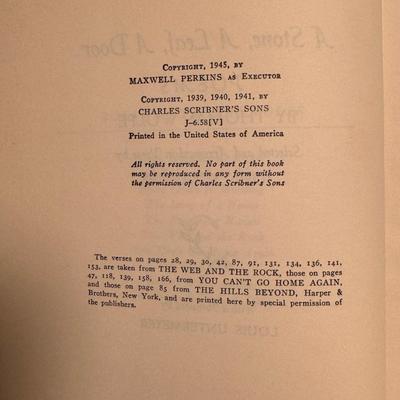 A Stone, A Leaf, A Door
Copyright, 1945, by
MAXWELL PERKINS as Executor
Copyright, 1939, 1940, 1941, by
CHARLES SCRIBNER'S SONS
J–6.58[V]
Printed in the United States of America
All rights reserved. No part of this book
may be reproduced in any form without
the permission of Charles Scribner's Sons
The verses on pages 28, 29, 30, 42, 87, 91, 131, 134, 136, 141,
153, are taken from THE WEB AND THE ROCK, those on pages
47, 118, 139, 158, 166, from YOU CAN'T GO HOME AGAIN,
and those on page 85 from THE HILLS BEYOND, Harper &
Brothers, New York, and are printed here by special permission of
the publishers.
LOUIS UNTERMEYER